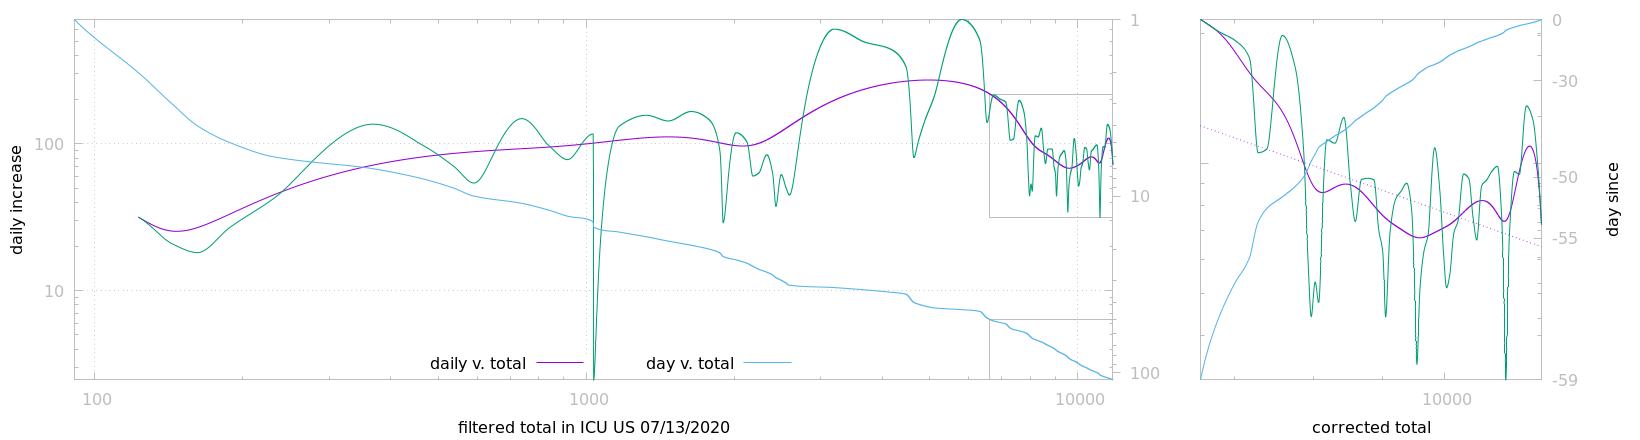 daily increase
100
10
daily v. total
day v. total
100
1000
10000
filtered total in ICU US 07/13/2020
1
10
100
0
-30
-50
-55
-59
day since
10000
corrected total